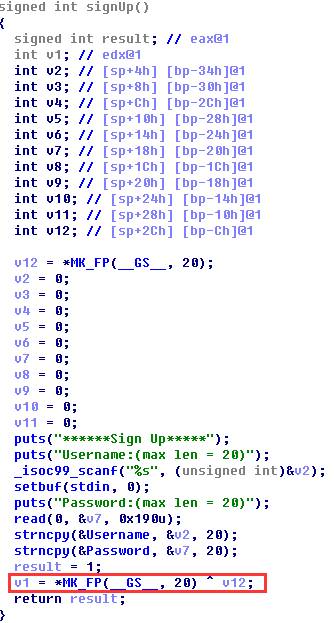 signed int signUp()
{
signed int result; // eax@1
int v1; // edx@1
int v2; // [sp+4h] [bp-34h]@1
int v3; // [sp+8h] [bp-30h]@1
int v4; // [sp+Ch] [bp-2Ch]@1
int v5; // [sp+10h] [bp-28h]@1
int v6; // [sp+14h] [bp-24h]@1
int v7; // [sp+18h] [bp-20h]@1
int v8; // [sp+1Ch] [bp-1Ch]@1
int v9; // [sp+20h] [bp-18h]@1
int v10; // [sp+24h] [bp-14h]@1
int v11; // [sp+28h] [bp-10h]@1
int v12; // [sp+2Ch] [bp-Ch]@1
v12 = *MK_FP(__GS__, 20);
v2 = 0;
v3 = 0;
v4 = 0;
v5 = 0;
v6 = 0;
v7 = 0;
v8 = 0;
v9 = 0;
v10 = 0;
v11 = 0;
puts("******Sign Up*****");
puts("Username:(max len = 20)");
_isoc99_scanf("%s", (unsigned int)&v2);
setbuf(stdin, 0);
puts("Password:(max len = 20)");
read(0, &v7, 0x190u);
strncpy(&Username, &v2, 20);
strncpy(&Password, &v7, 20);
result = 1;
v1 = *MK_FP(__GS__, 20) ^ v12;
return result;
}